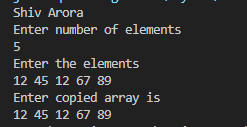 Shiv Arora
Enter number of elements
5
Enter the elements
12 45 12 67 89
Enter copied array is
12 45 12 67 89